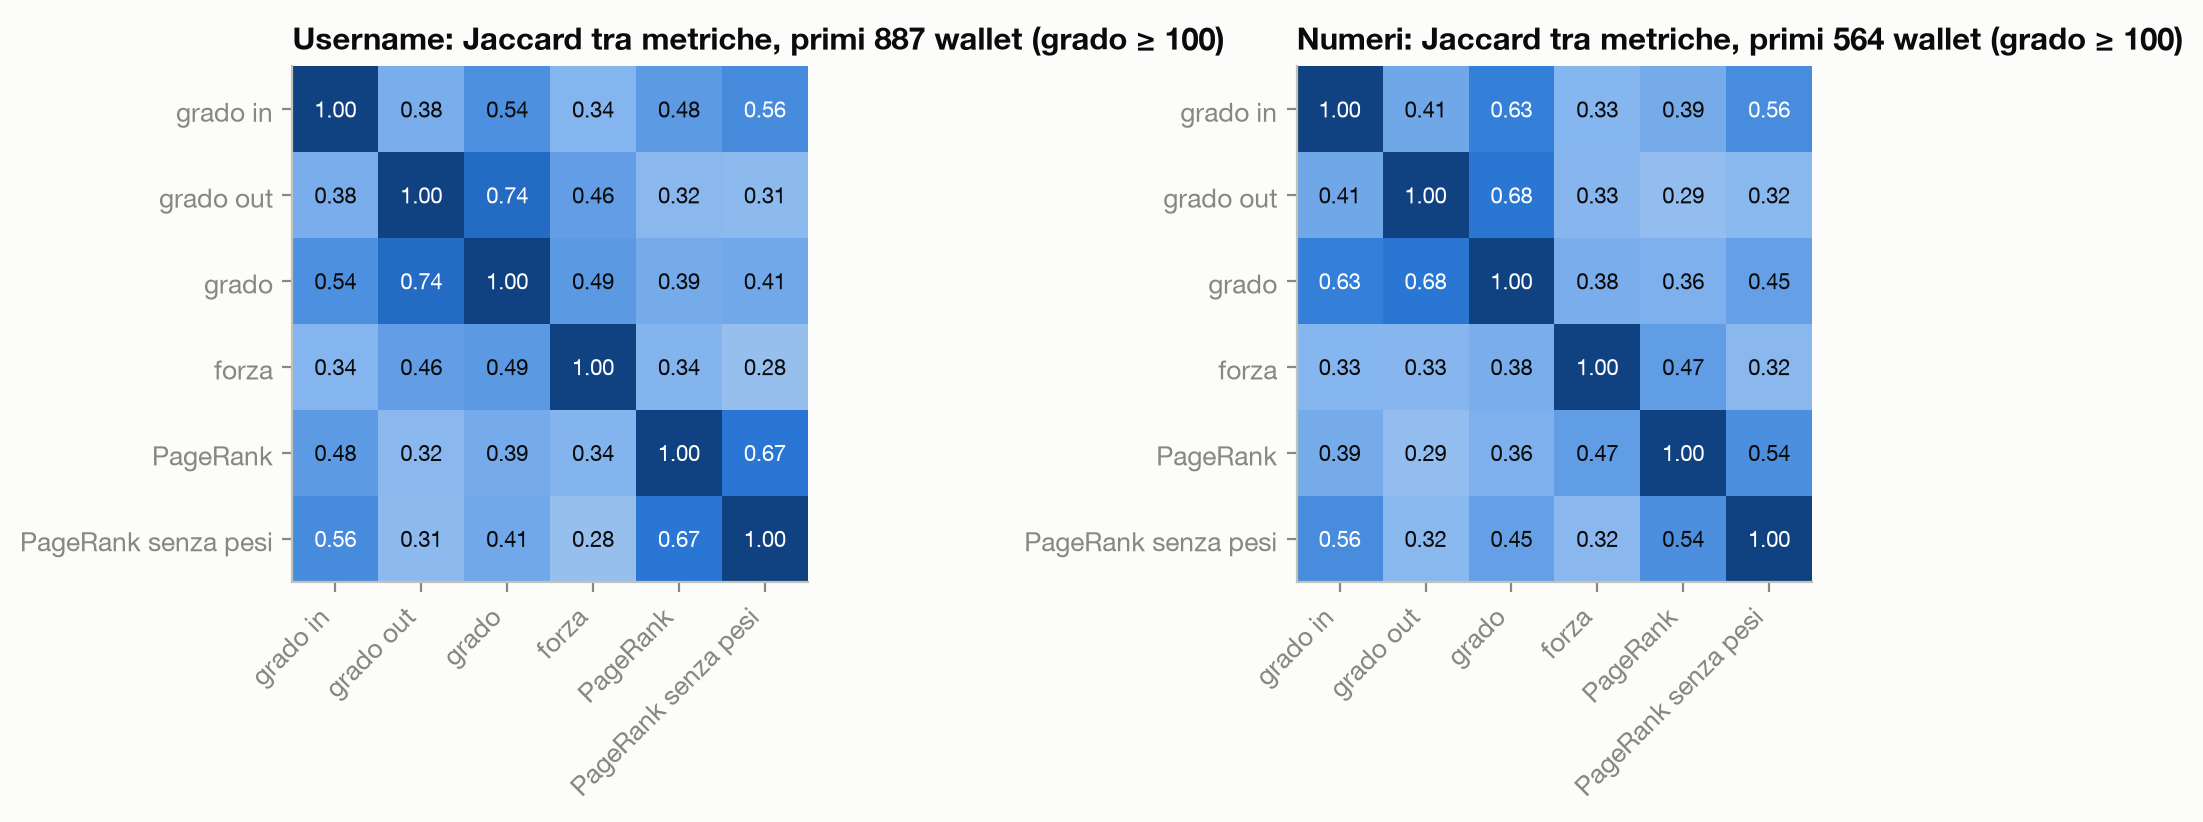 Username: Jaccard tra metriche, primi 887 wallet (grado ≥ 100)
grado in 1.00 0.38 0.54 0.34 0.48 0.56
grado out 0.38 1.00 0.74 0.46 0.32 0.31
grado 0.54 0.74 1.00 0.49 0.39 0.41
forza 0.34 0.46 0.49 1.00 0.34 0.28
PageRank 0.48 0.32 0.39 0.34 1.00 0.67
PageRank senza pesi 0.56 0.31 0.41 0.28 0.67 1.00
grado in
grado out
grado
forza
PageRank
PageRank senza pesi
Numeri: Jaccard tra metriche, primi 564 wallet (grado ≥ 100)
grado in 1.00 0.41 0.63 0.33 0.39 0.56
grado out 0.41 1.00 0.68 0.33 0.29 0.32
grado 0.63 0.68 1.00 0.38 0.36 0.45
forza 0.33 0.33 0.38 1.00 0.47 0.32
PageRank 0.39 0.29 0.36 0.47 1.00 0.54
PageRank senza pesi 0.56 0.32 0.45 0.32 0.54 1.00
grado in
grado out
grado
forza
PageRank
PageRank senza pesi